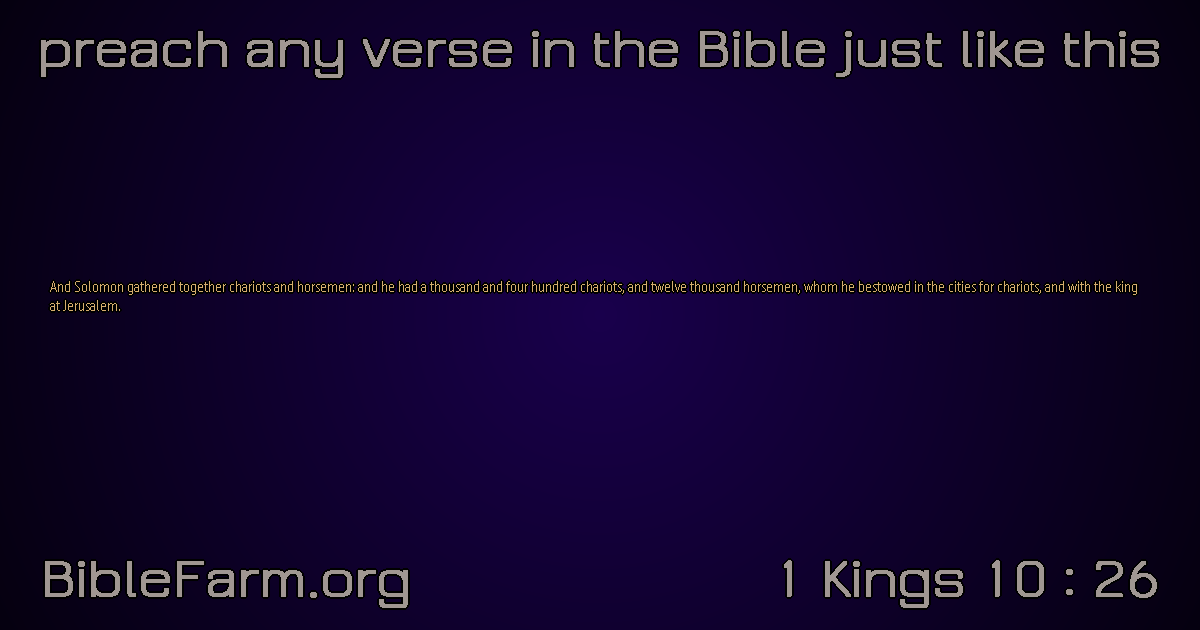 preach any verse in the Bible just like this
And Solomon gathered together chariots and horsemen: and he had a thousand and four hundred chariots, and twelve thousand horsemen, whom he bestowed in the cities for chariots, and with the king
at Jerusalem.
BibleFarm.org
1 Kings 10 : 26